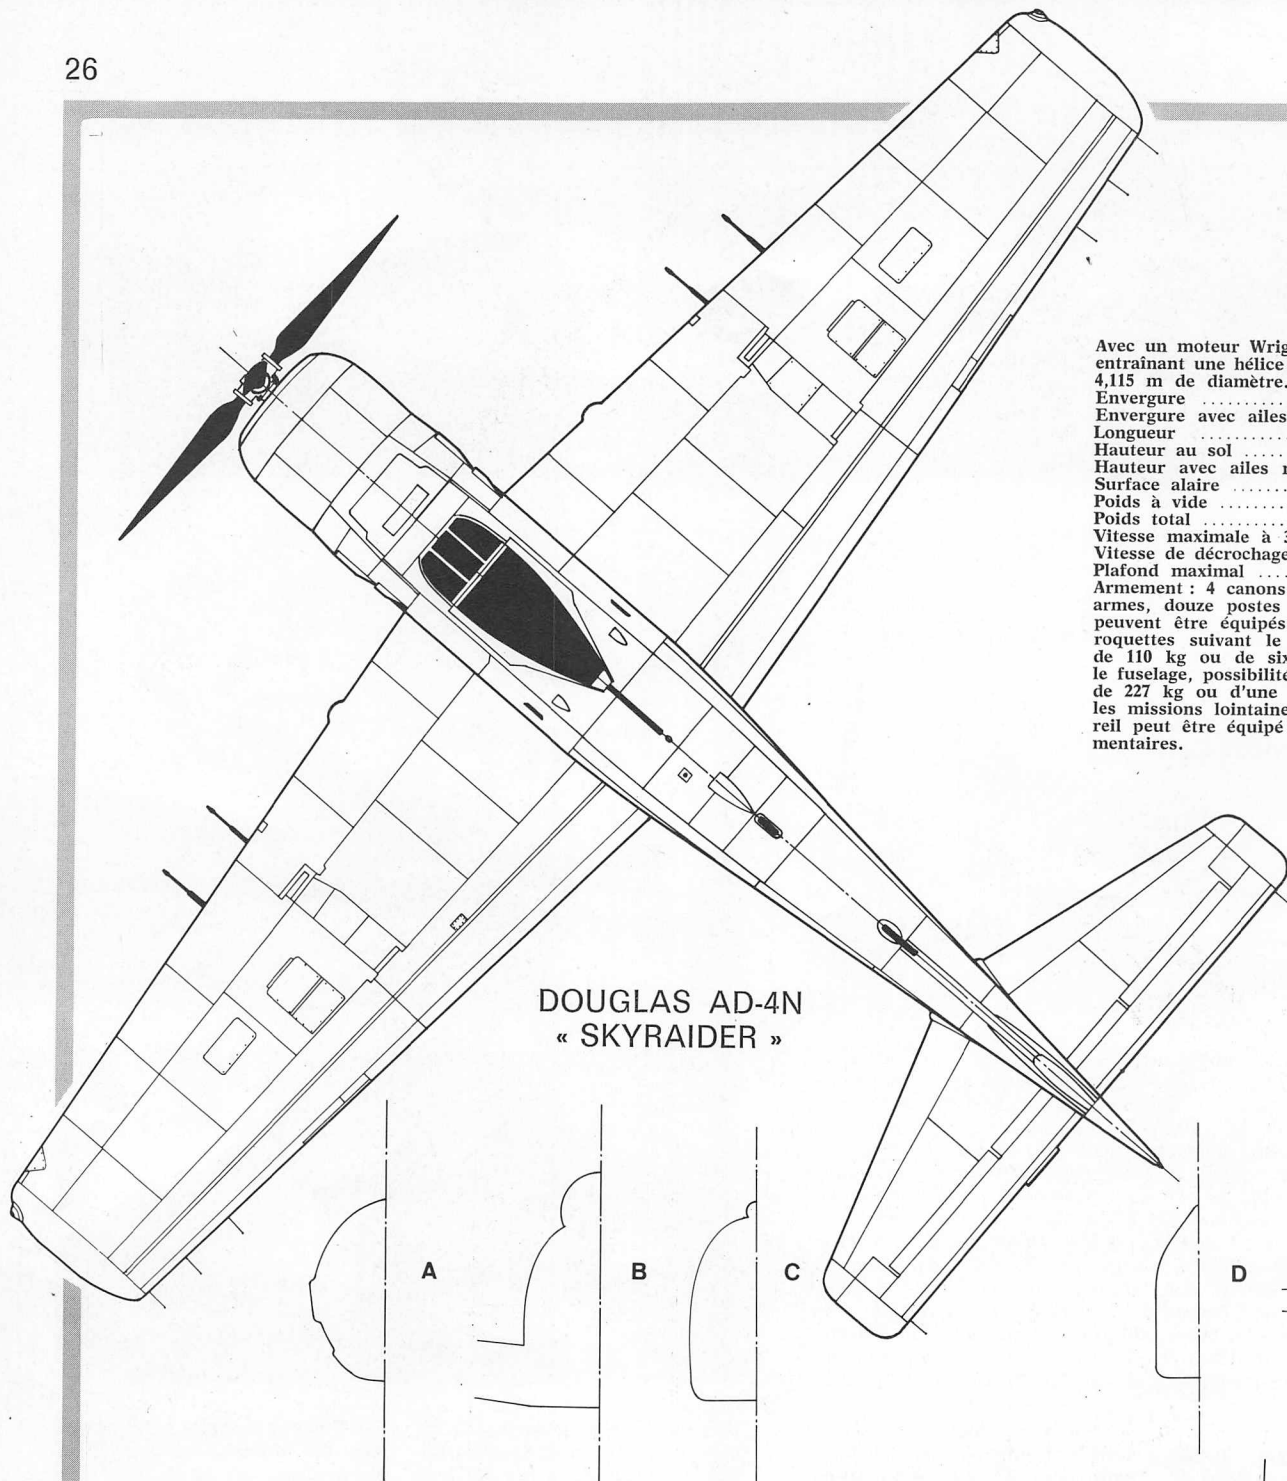 26
Avec un moteur Wrig
entraînant une hélice
4,115 m de diamètre.
Envergure ..........
Envergure avec ailes
Longueur ..........
Hauteur au sol .....
Hauteur avec ailes r
Surface alaire .......
Poids à vide ........
Poids total ..........
Vitesse maximale à 3
Vitesse de décrochage
Plafond maximal ....
Armement : 4 canons
armes, douze postes
peuvent être équipés
roquettes suivant le
de 110 kg ou de six
le fuselage, possibilité
de 227 kg ou d'une
les missions lointaine
reil peut être équipé
mentaires.
DOUGLAS AD-4N
« SKYRAIDER »
A
B
C
D